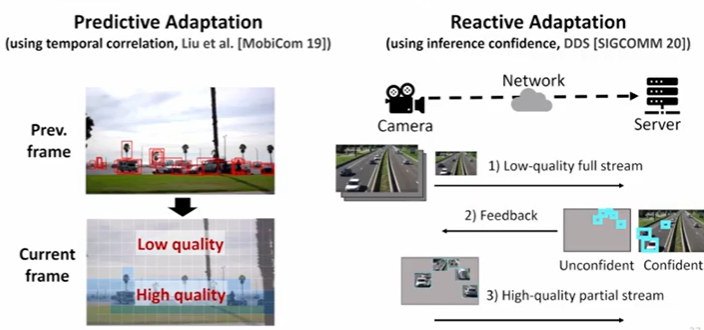 Predictive Adaptation
(using temporal correlation, Liu et al. [MobiCom 19])
Prev.
frame
Current
frame
Low quality
High quality
Reactive Adaptation
(using inference confidence, DDS [SIGCOMM 20])
Network
Camera
Server
1) Low-quality full stream
2) Feedback
Unconfident Confident
3) High-quality partial stream